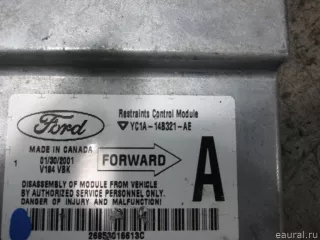 Restraints Control Module
Ford
YC1A-14B321-AE
MADE IN CANADA
1 01/30/2001
V184 VBK
FORWARD
A
DISASSEMBLY OF MODULE FROM VEHICLE
BY AUTHORIZED SERVICE PERSONNEL ONLY.
DANGER OF INJURY AND MALFUNCTION!
eaural.ru